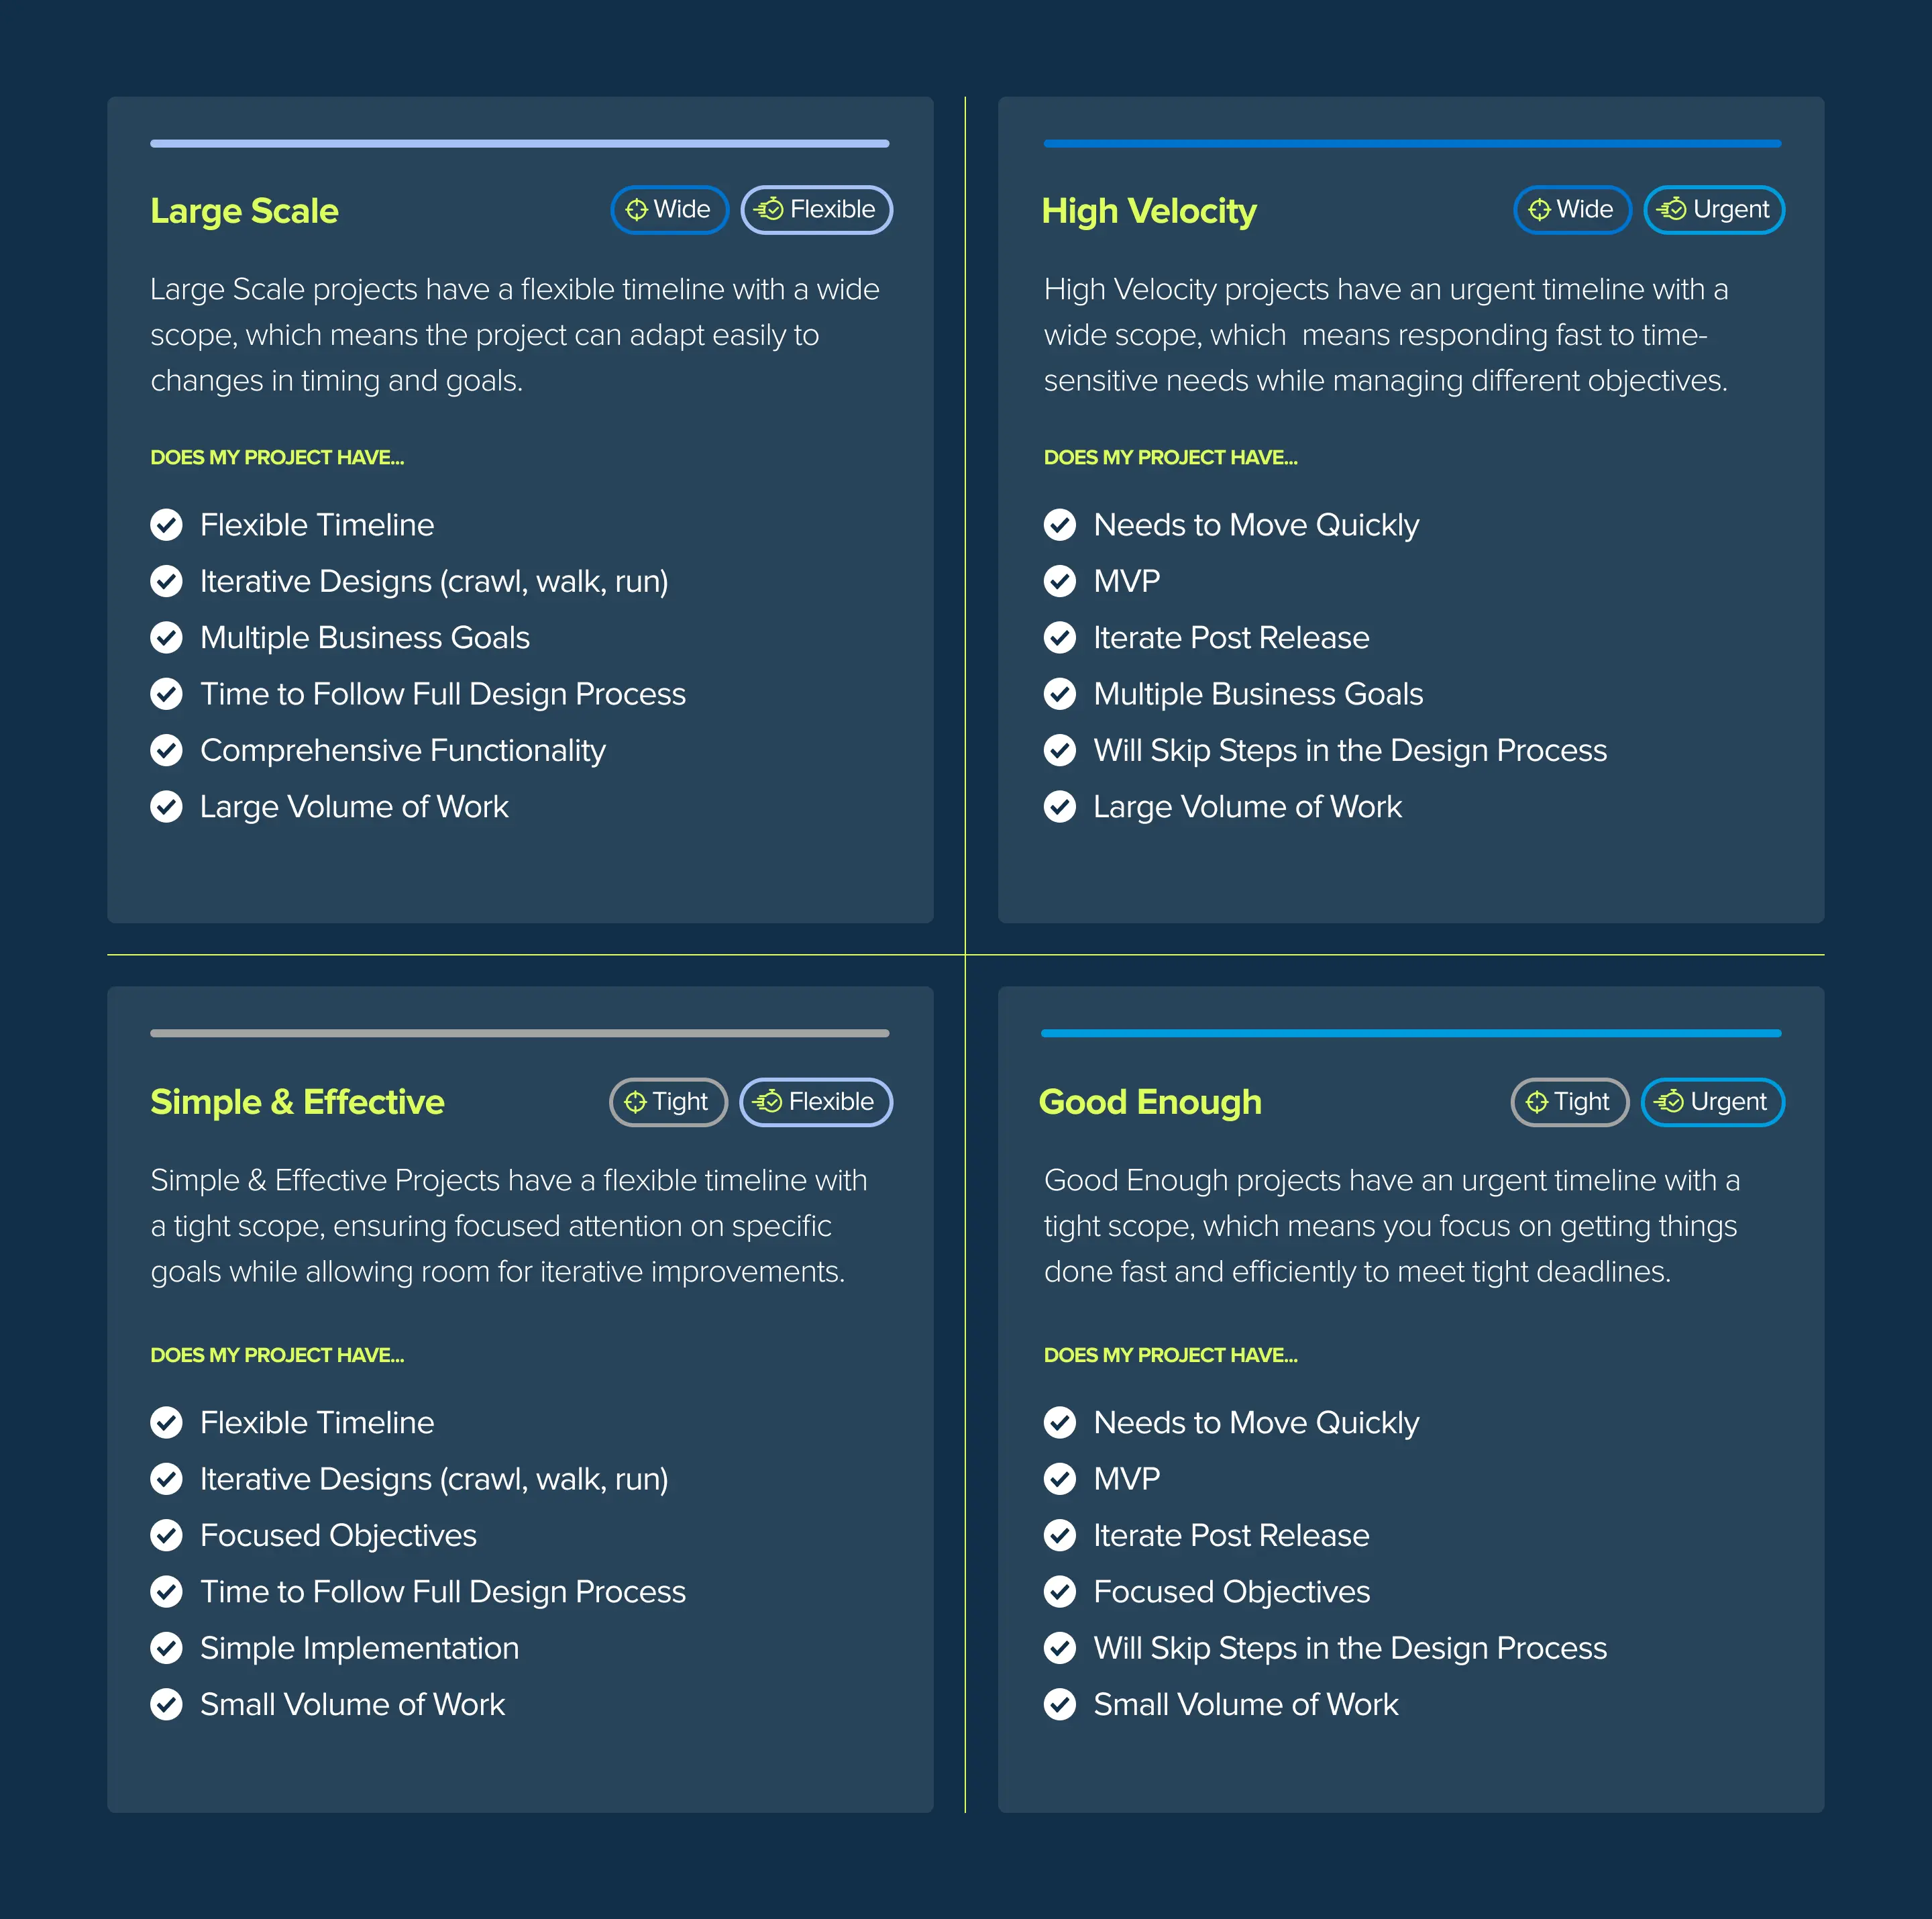 Large Scale
Wide
Flexible
Large Scale projects have a flexible timeline with a wide
scope, which means the project can adapt easily to
changes in timing and goals.
DOES MY PROJECT HAVE...
Flexible Timeline
Iterative Designs (crawl, walk, run)
Multiple Business Goals
Time to Follow Full Design Process
Comprehensive Functionality
Large Volume of Work
High Velocity
Wide
Urgent
High Velocity projects have an urgent timeline with a
wide scope, which  means responding fast to time-
sensitive needs while managing different objectives.
DOES MY PROJECT HAVE...
Needs to Move Quickly
MVP
Iterate Post Release
Multiple Business Goals
Will Skip Steps in the Design Process
Large Volume of Work
Simple & Effective
Tight
Flexible
Simple & Effective Projects have a flexible timeline with
a tight scope, ensuring focused attention on specific
goals while allowing room for iterative improvements.
DOES MY PROJECT HAVE...
Flexible Timeline
Iterative Designs (crawl, walk, run)
Focused Objectives
Time to Follow Full Design Process
Simple Implementation
Small Volume of Work
Good Enough
Tight
Urgent
Good Enough projects have an urgent timeline with a
tight scope, which means you focus on getting things
done fast and efficiently to meet tight deadlines.
DOES MY PROJECT HAVE...
Needs to Move Quickly
MVP
Iterate Post Release
Focused Objectives
Will Skip Steps in the Design Process
Small Volume of Work